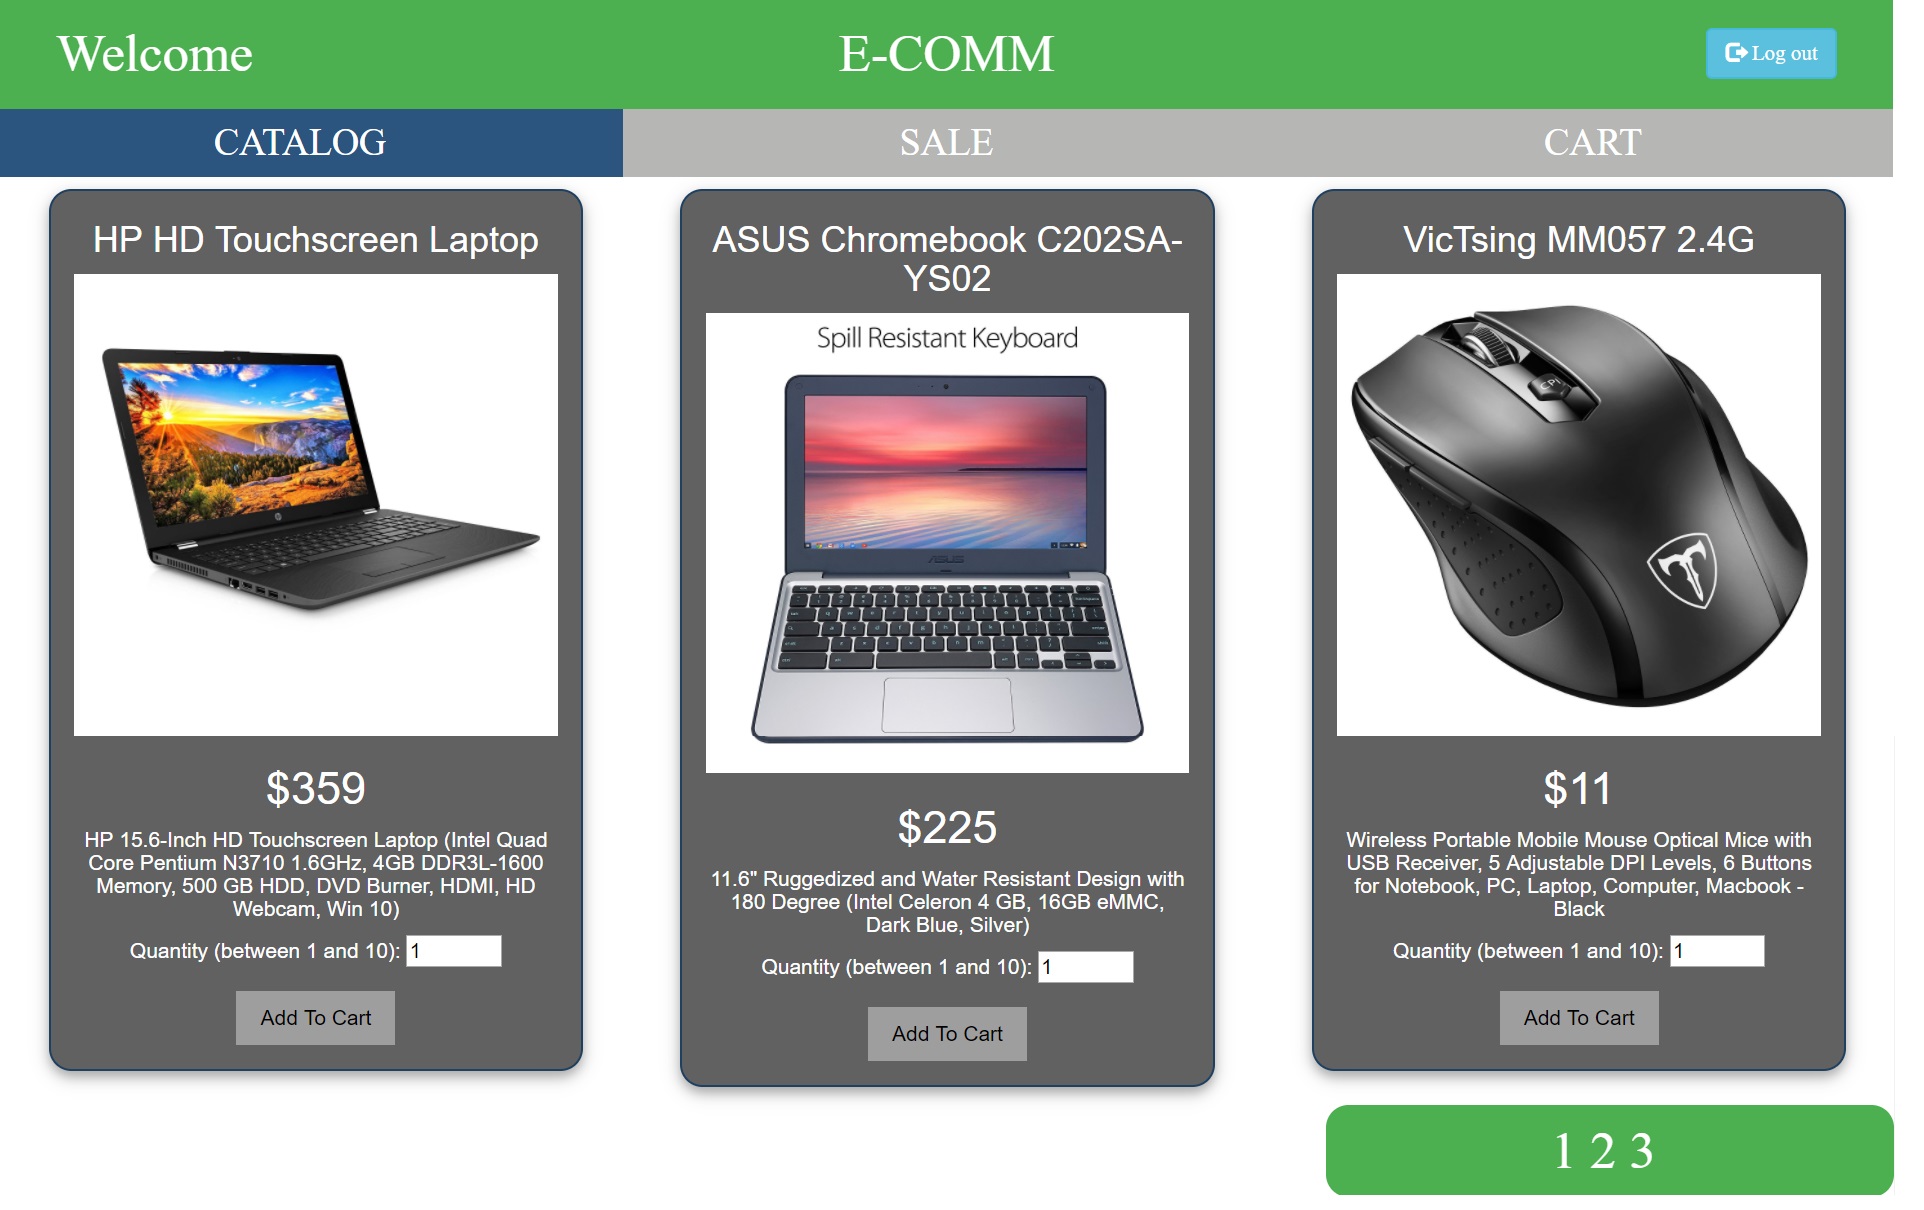 Welcome
E-COMM
Log out
CATALOG
SALE
CART
HP HD Touchscreen Laptop
$359
HP 15.6-Inch HD Touchscreen Laptop (Intel Quad
Core Pentium N3710 1.6GHz, 4GB DDR3L-1600
Memory, 500 GB HDD, DVD Burner, HDMI, HD
Webcam, Win 10)
Quantity (between 1 and 10): 1
Add To Cart
ASUS Chromebook C202SA-
YS02
Spill Resistant Keyboard
ASUS
$225
11.6" Ruggedized and Water Resistant Design with
180 Degree (Intel Celeron 4 GB, 16GB eMMC,
Dark Blue, Silver)
Quantity (between 1 and 10): 1
Add To Cart
VicTsing MM057 2.4G
CPI
$11
Wireless Portable Mobile Mouse Optical Mice with
USB Receiver, 5 Adjustable DPI Levels, 6 Buttons
for Notebook, PC, Laptop, Computer, Macbook -
Black
Quantity (between 1 and 10): 1
Add To Cart
1 2 3